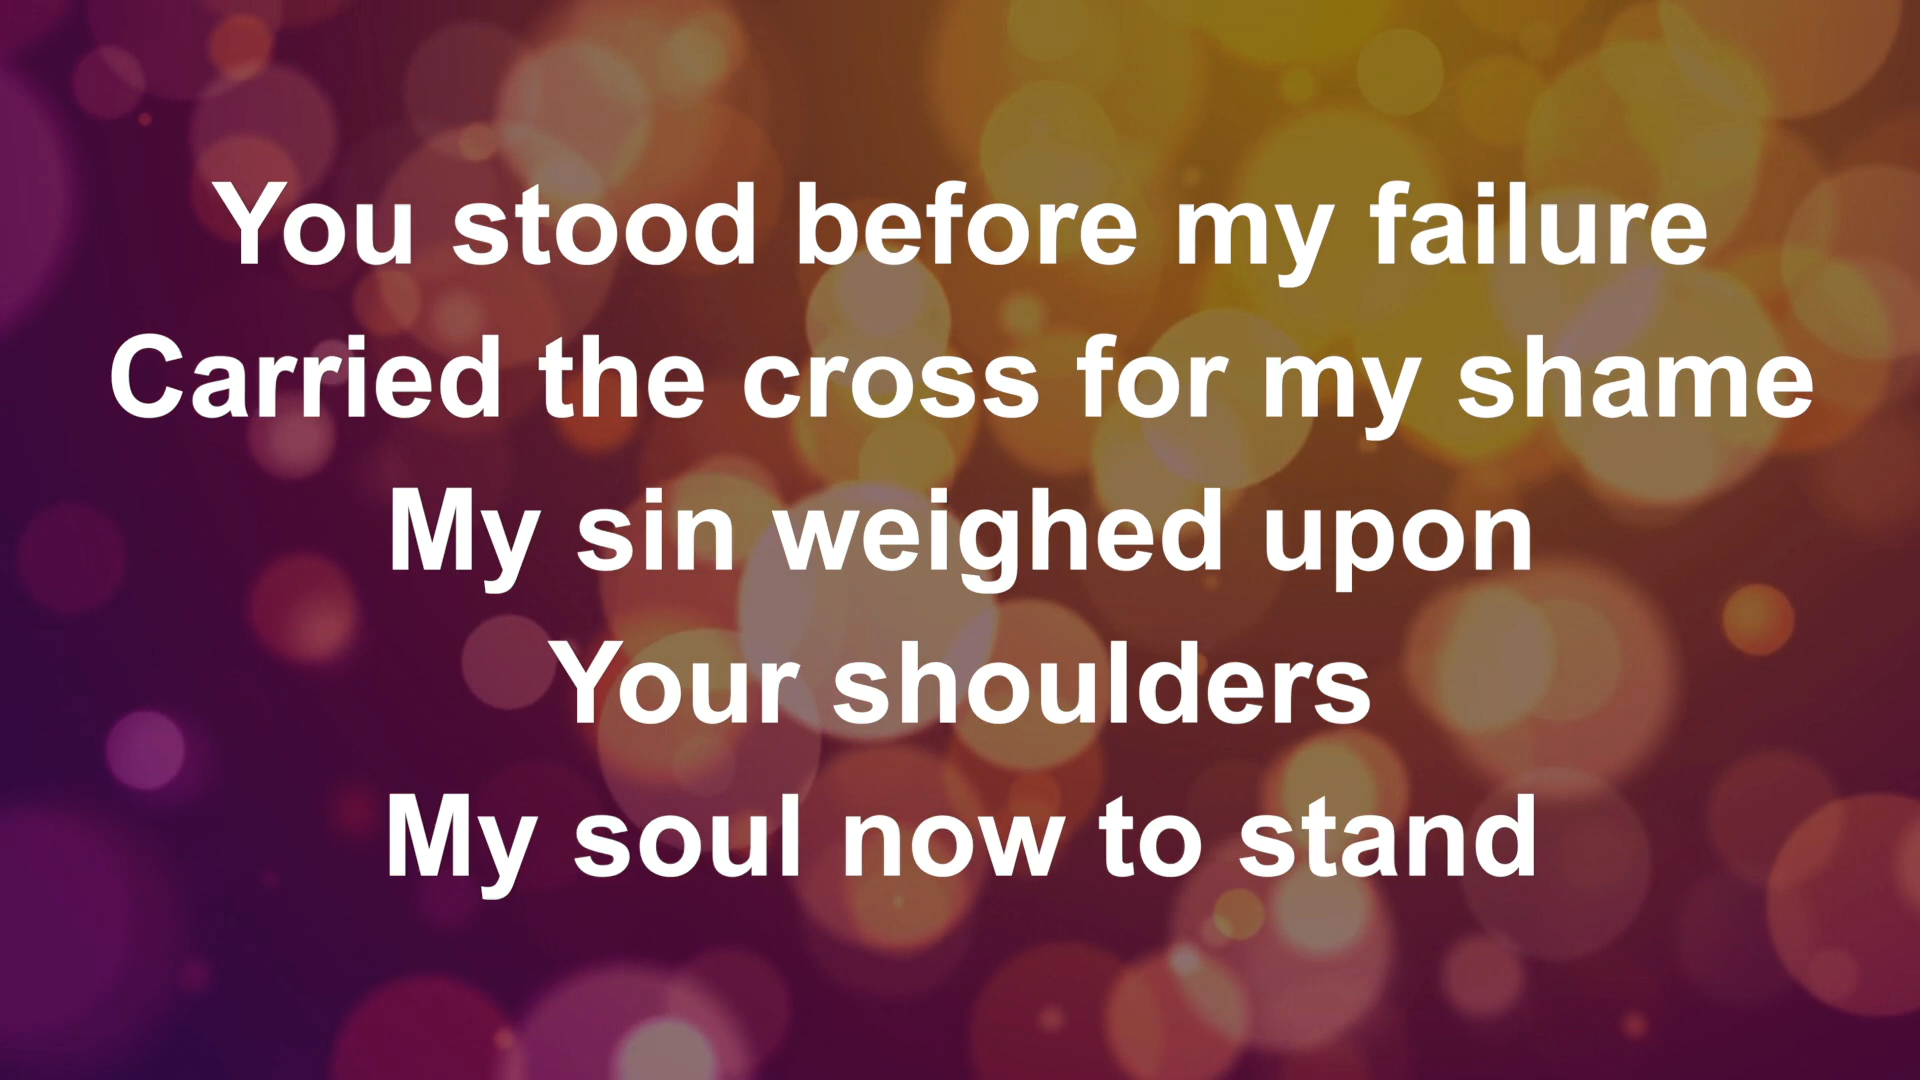 You stood before my failure
Carried the cross for my shame
My sin weighed upon
Your shoulders
My soul now to stand